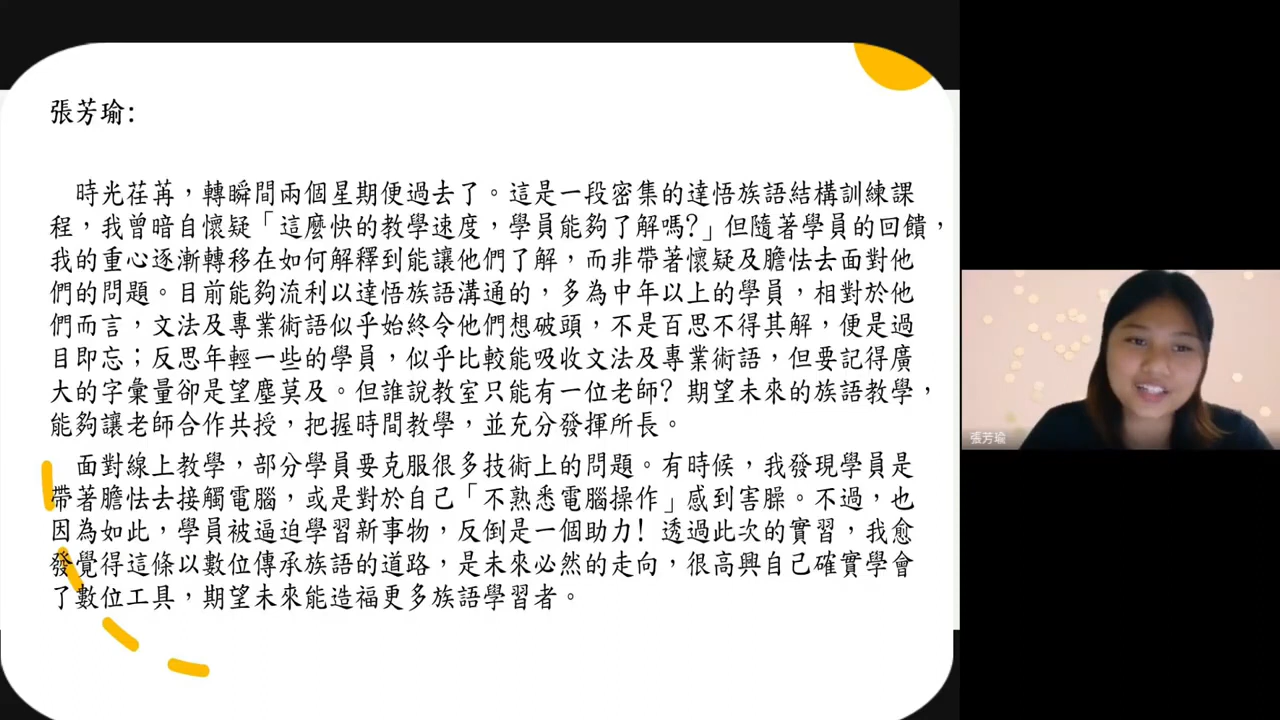 張芳瑜:
時光荏苒，轉瞬間兩個星期便過去了。這是一段密集的達悟族語結構訓練課
程，我曾暗自懷疑「這麼快的教學速度，學員能夠了解嗎?」但隨著學員的回饋，
我的重心逐漸轉移在如何解釋到能讓他們了解，而非帶著懷疑及膽怯去面對他
們的問題。目前能夠流利以達悟族語溝通的，多為中年以上的學員，相對於他
們而言，文法及專業術語似乎始終令他們想破頭，不是百思不得其解，便是過
目即忘；反思年輕一些的學員，似乎比較能吸收文法及專業術語，但要記得廣
大的字彙量卻是望塵莫及。但誰說教室只能有一位老師? 期望未來的族語教學，
能夠讓老師合作共授，把握時間教學，並充分發揮所長。
面對線上教學，部分學員要克服很多技術上的問題。有時候，我發現學員是
帶著膽怯去接觸電腦，或是對於自己「不熟悉電腦操作」感到害臊。不過，也
因為如此，學員被逼迫學習新事物，反倒是一個助力! 透過此次的實習，我愈
發覺得這條以數位傳承族語的道路，是未來必然的走向，很高興自己確實學會
了數位工具，期望未來能造福更多族語學習者。
張芳瑜